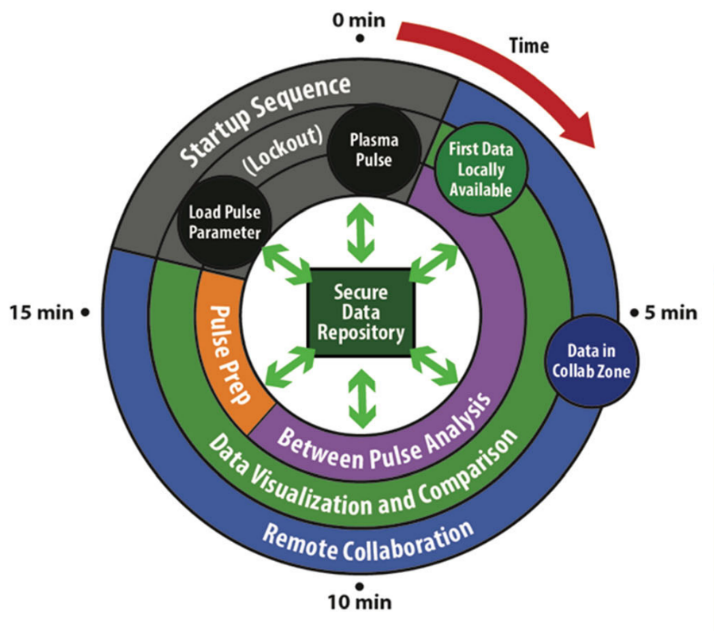 0 min
Time
Startup Sequence
(Lockout)
Plasma
Pulse
First Data
Locally
Available
Load Pulse
Parameter
Secure
Data
Repository
15 min
5 min
Data in
Collab Zone
Pulse Prep
Between Pulse Analysis
Data Visualization and Comparison
Remote Collaboration
10 min